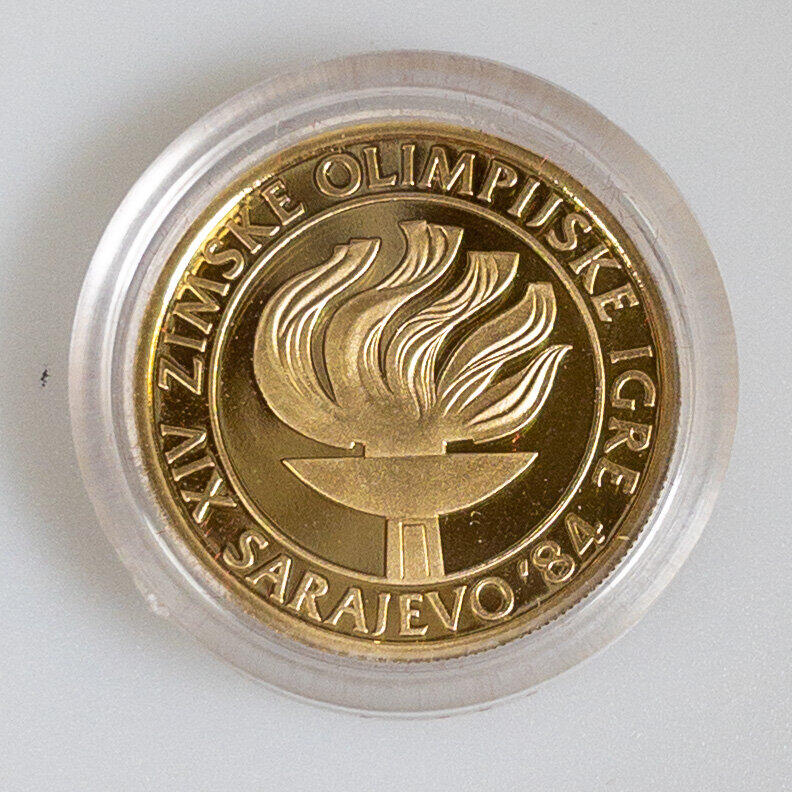 XIV ZIMSKE OLIMPIJSKE IGRE
SARAJEVO '84.